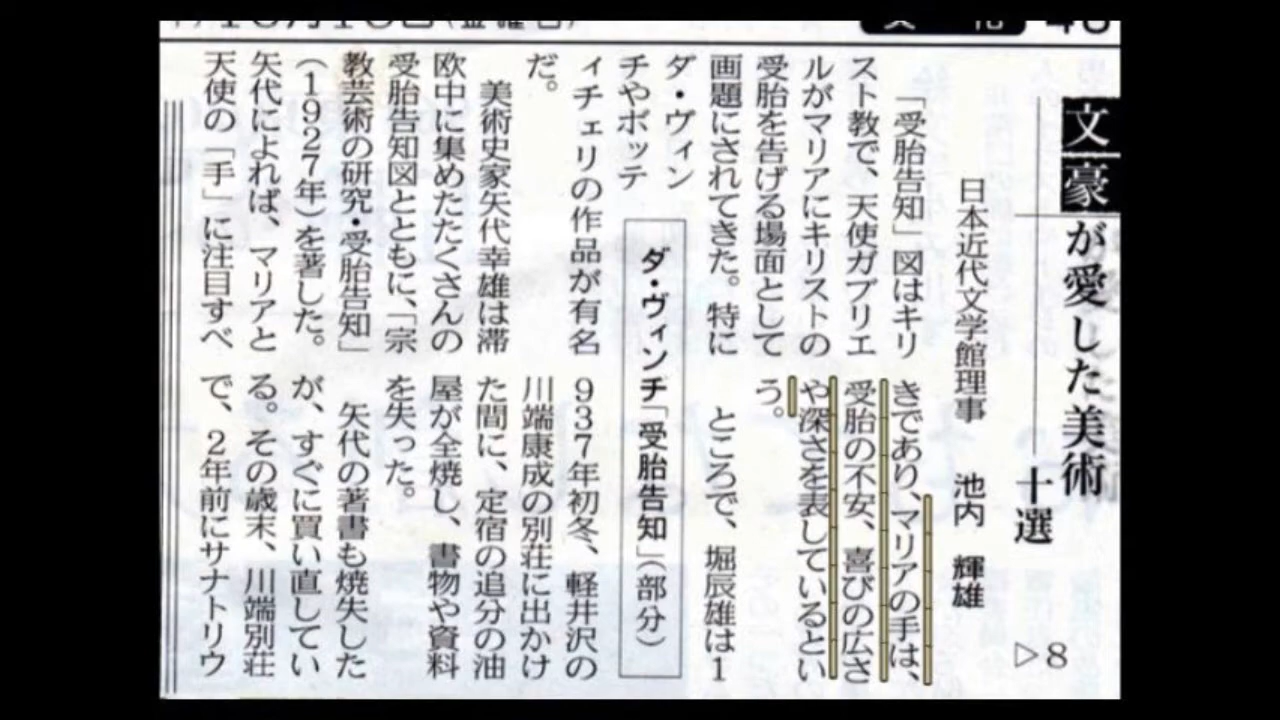 文豪が愛した美術
十選
日本近代文学館理事　池内　輝雄
▷8
「受胎告知」図はキリ
スト教で、天使ガブリエ
ルがマリアにキリストの
受胎を告げる場面として
画題にされてきた。特に
ダ・ヴィン
チやボッテ
ィチェリの作品が有名
だ。
美術史家矢代幸雄は滞
欧中に集めたたくさんの
受胎告知図とともに、「宗
教芸術の研究・受胎告知」
(1927年)を著した。
矢代によれば、マリアと
天使の「手」に注目すべ
きであり、マリアの手は、
受胎の不安、喜びの広さ
や深さを表しているとい
う。
ところで、堀辰雄は1
ダ・ヴィンチ「受胎告知」(部分)
937年初冬、軽井沢の
川端康成の別荘に出かけ
た間に、定宿の追分の油
屋が全焼し、書物や資料
を失った。
矢代の著書も焼失した
が、すぐに買い直してい
る。その歳末、川端別荘
で、2年前にサナトリウ